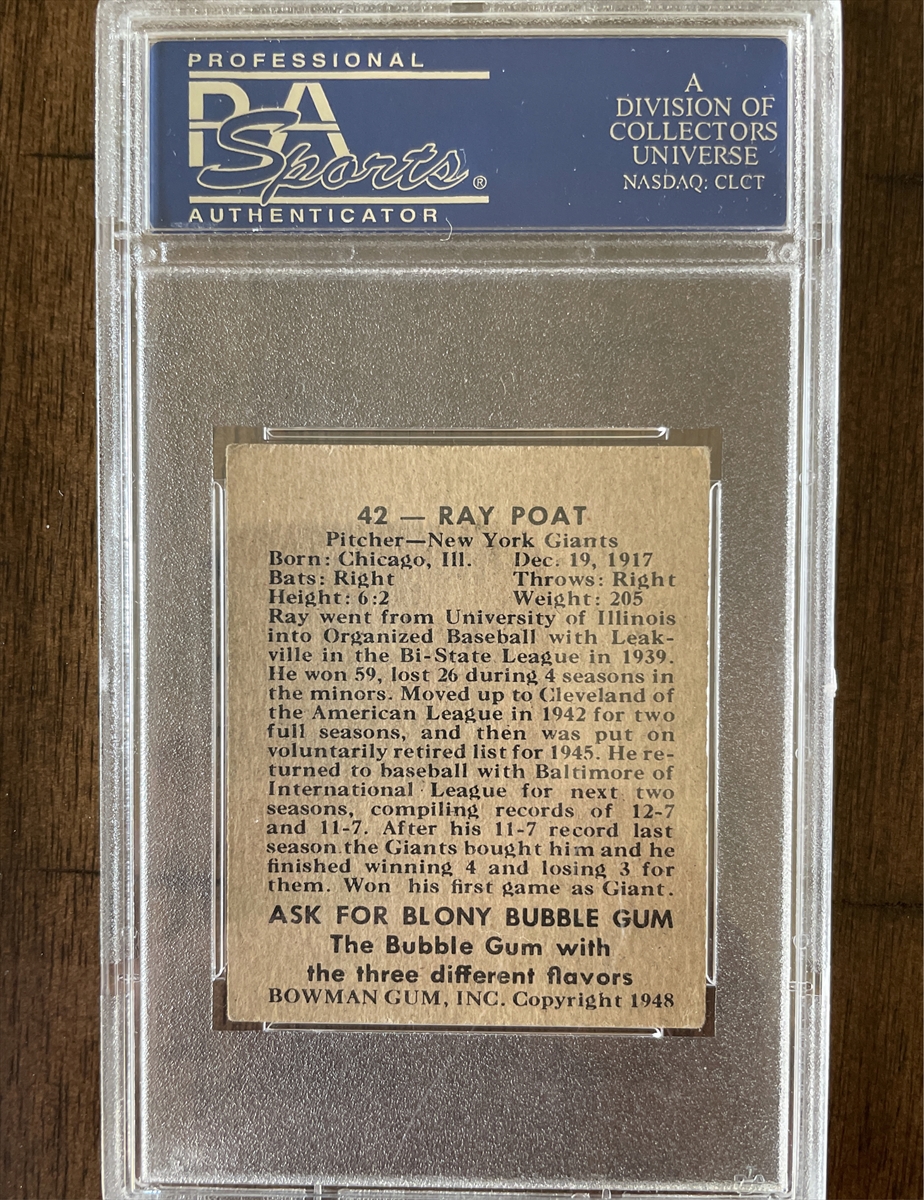 PROFESSIONAL
PSA
Sports®
AUTHENTICATOR
A
DIVISION OF
COLLECTORS
UNIVERSE
NASDAQ: CLCT
42 — RAY POAT
Pitcher—New York Giants
Born: Chicago, Ill. Dec. 19, 1917
Bats: Right Throws: Right
Height: 6:2 Weight: 205
Ray went from University of Illinois
into Organized Baseball with Leak-
ville in the Bi-State League in 1939.
He won 59, lost 26 during 4 seasons in
the minors. Moved up to Cleveland of
the American League in 1942 for two
full seasons, and then was put on
voluntarily retired list for 1945. He re-
turned to baseball with Baltimore of
International League for next two
seasons, compiling records of 12-7
and 11-7. After his 11-7 record last
season the Giants bought him and he
finished winning 4 and losing 3 for
them. Won his first game as Giant.
ASK FOR BLONY BUBBLE GUM
The Bubble Gum with
the three different flavors
BOWMAN GUM, INC. Copyright 1948